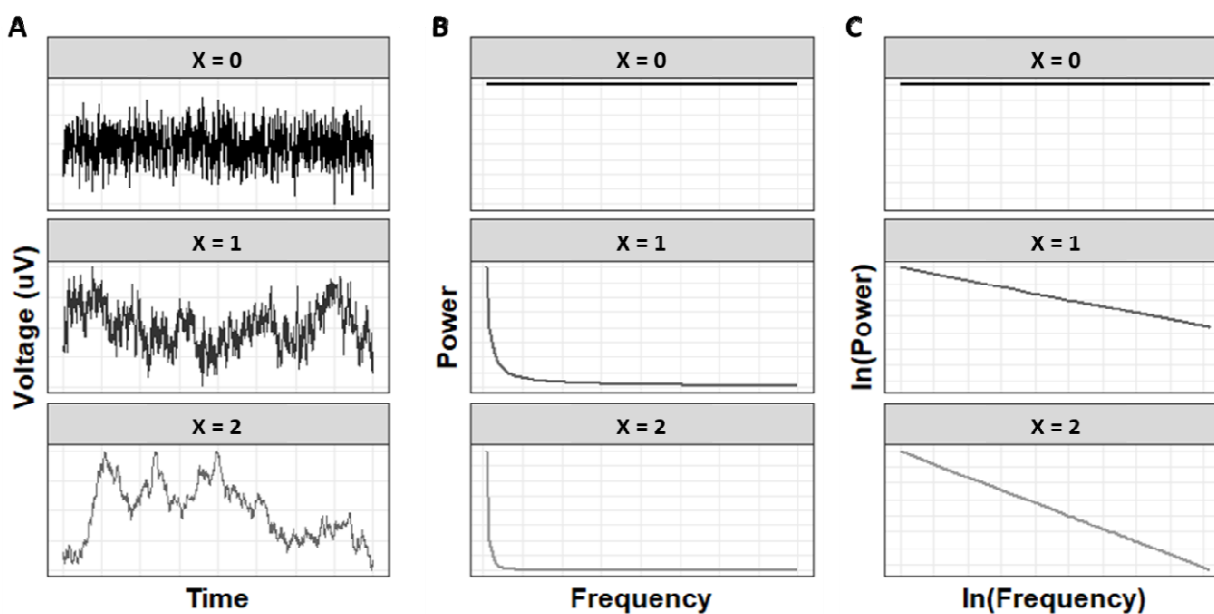 A
B
C
X = 0
X = 0
X = 0
X = 1
X = 1
X = 1
X = 2
X = 2
X = 2
Voltage (uV)
Power
ln(Power)
Time
Frequency
ln(Frequency)